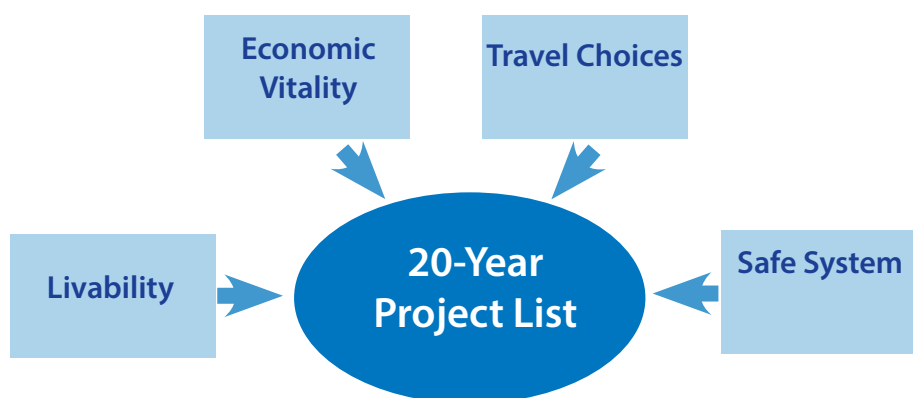 Economic
Vitality
Travel Choices
Livability
20-Year
Project List
Safe System